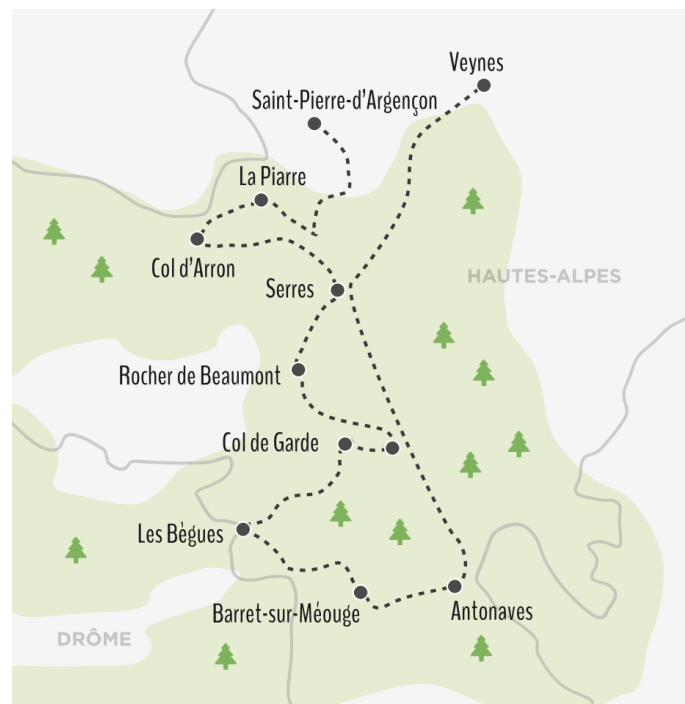 Veynes
Saint-Pierre-d'Argençon
La Piarre
Col d'Arron
HAUTES-ALPES
Serres
Rocher de Beaumont
Col de Garde
Les Bègues
Barret-sur-Méouge
Antonaves
DRÔME